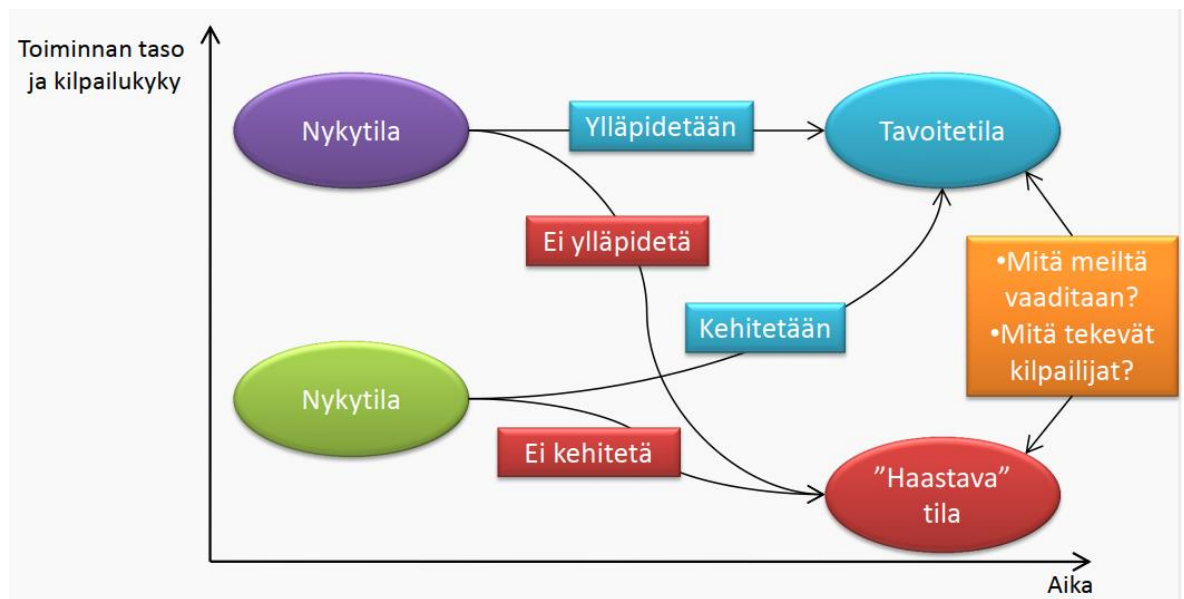 Toiminnan taso
ja kilpailukyky
Nykytila
Ylläpidetään
Tavoitetila
Ei ylläpidetä
•Mitä meiltä
vaaditaan?
•Mitä tekevät
kilpailijat?
Kehitetään
Nykytila
Ei kehitetä
”Haastava”
tila
Aika